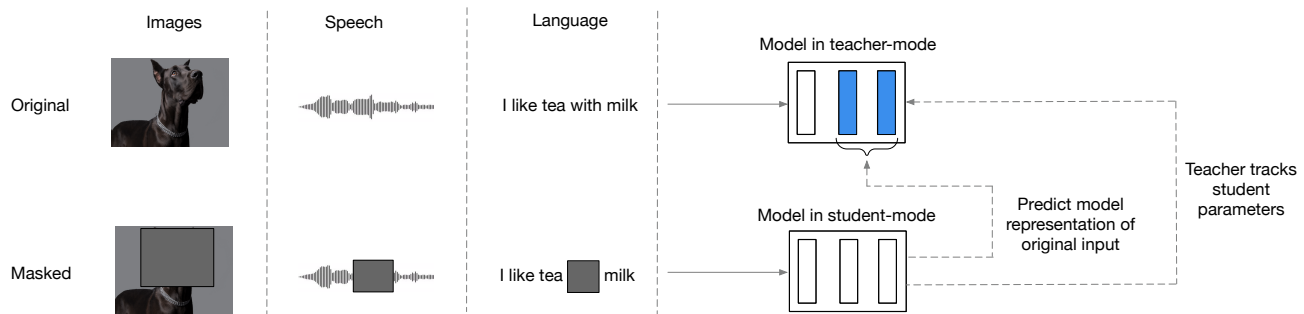 Images
Speech
Language
Model in teacher-mode
Original
I like tea with milk
Teacher tracks
student
parameters
Predict model
representation of
original input
Model in student-mode
Masked
I like tea milk